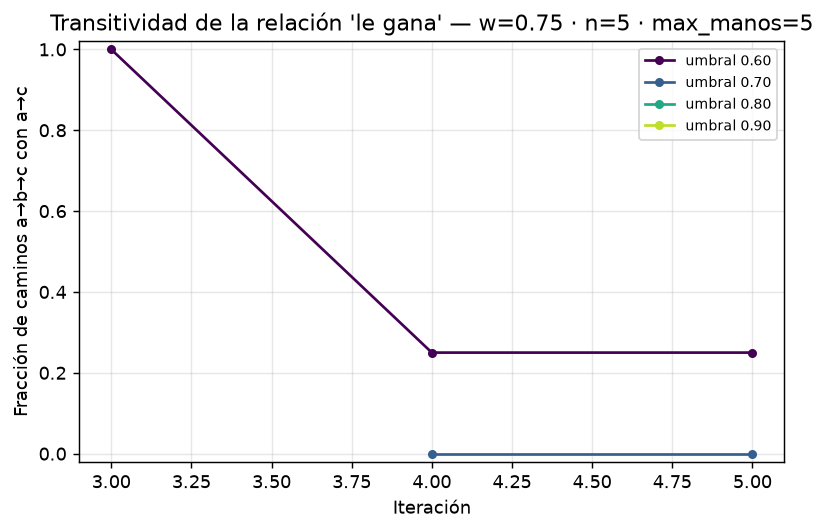 Transitividad de la relación 'le gana' — w=0.75 · n=5 · max_manos=5
umbral 0.60
umbral 0.70
umbral 0.80
umbral 0.90
Fracción de caminos a→b→c con a→c
1.0
0.8
0.6
0.4
0.2
0.0
3.00 3.25 3.50 3.75 4.00 4.25 4.50 4.75 5.00
Iteración